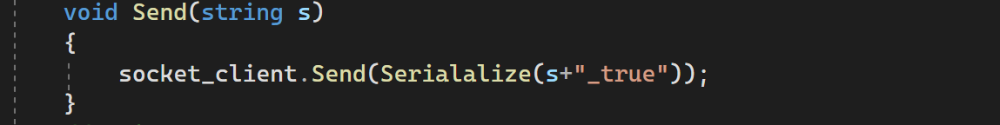 void Send(string s)
{
socket_client.Send(Serialalize(s+"_true"));
}